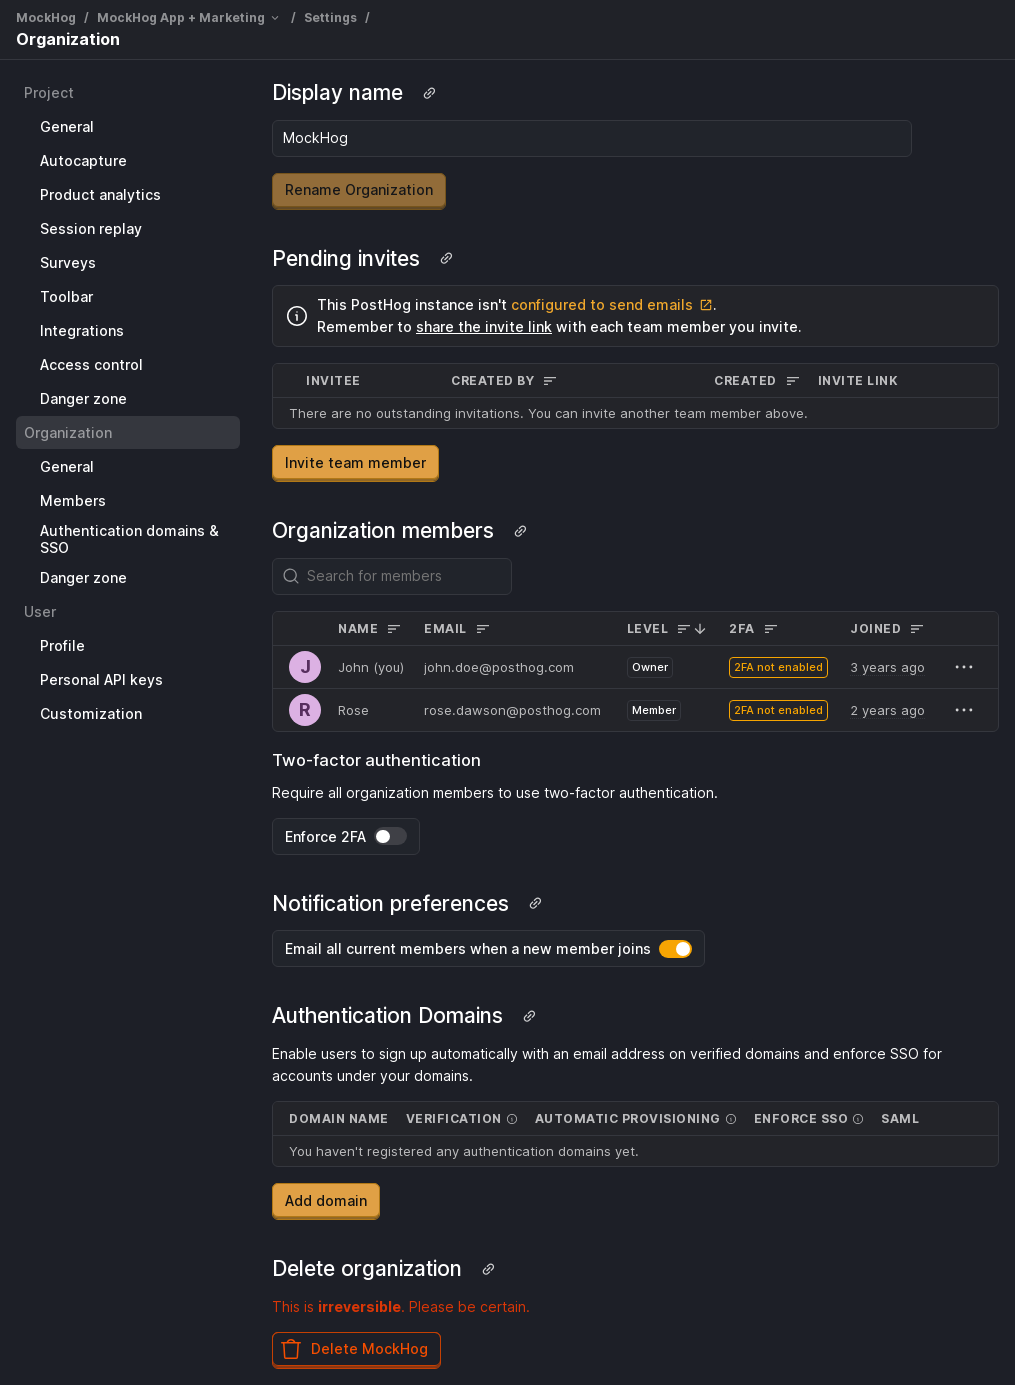 MockHog / MockHog App + Marketing / Settings /
Organization
Project
General
Autocapture
Product analytics
Session replay
Surveys
Toolbar
Integrations
Access control
Danger zone
Organization
General
Members
Authentication domains &
SSO
Danger zone
User
Profile
Personal API keys
Customization
Display name
MockHog
Rename Organization
Pending invites
This PostHog instance isn't configured to send emails.
Remember to share the invite link with each team member you invite.
INVITEE CREATED BY CREATED INVITE LINK
There are no outstanding invitations. You can invite another team member above.
Invite team member
Organization members
Search for members
NAME EMAIL LEVEL 2FA JOINED
J John (you) john.doe@posthog.com Owner 2FA not enabled 3 years ago
R Rose rose.dawson@posthog.com Member 2FA not enabled 2 years ago
Two-factor authentication
Require all organization members to use two-factor authentication.
Enforce 2FA
Notification preferences
Email all current members when a new member joins
Authentication Domains
Enable users to sign up automatically with an email address on verified domains and enforce SSO for
accounts under your domains.
DOMAIN NAME VERIFICATION AUTOMATIC PROVISIONING ENFORCE SSO SAML
You haven't registered any authentication domains yet.
Add domain
Delete organization
This is irreversible. Please be certain.
Delete MockHog